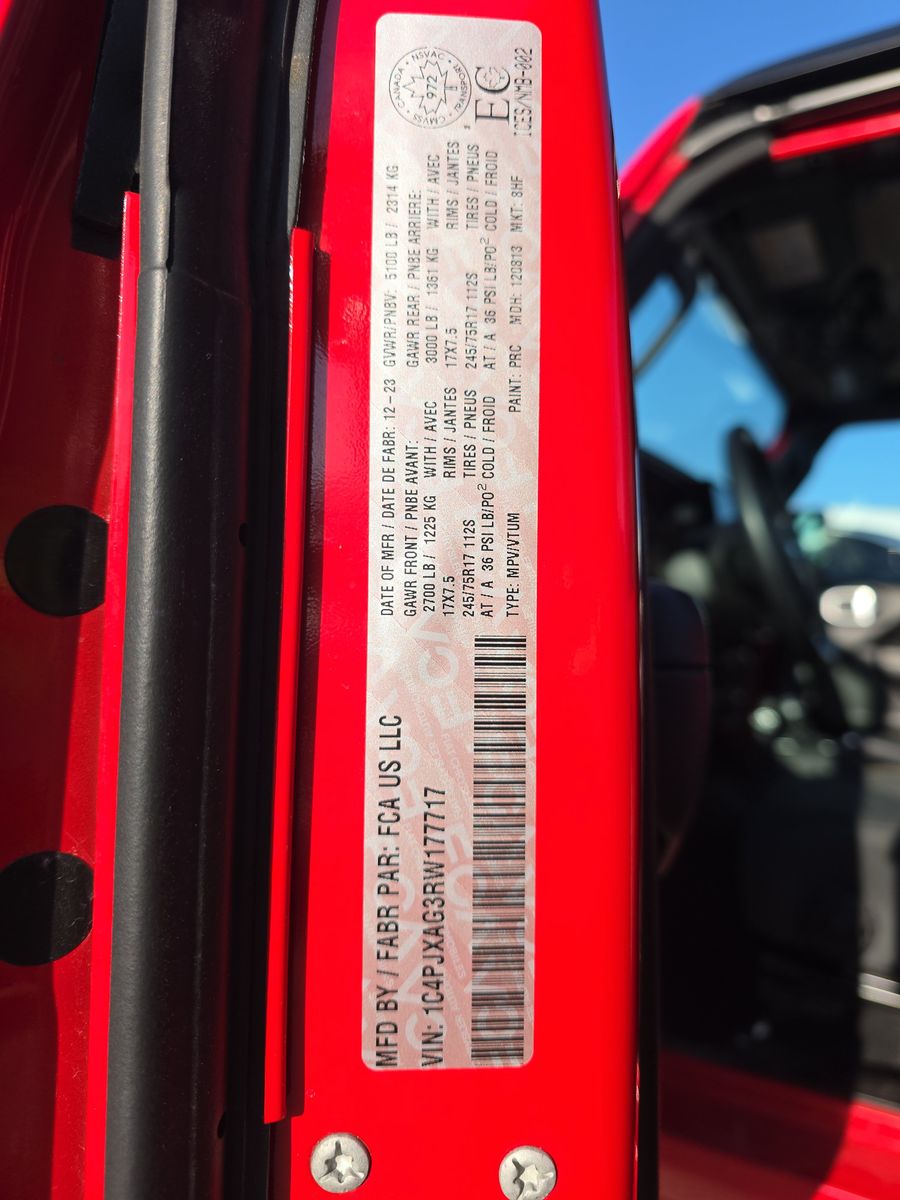 MFD BY / FABR PAR: FCA US LLC
VIN: 1C4PJXAG3RW177717
DATE OF MFR / DATE DE FABR: 12-23 GVWR/PNBV: 5100 LB / 2314 KG
GAWR FRONT / PNBE AVANT: GAWR REAR / PNBE ARRIERE:
2700 LB / 1225 KG WITH / AVEC 3000 LB / 1361 KG WITH / AVEC
17X7.5 RIMS / JANTES 17X7.5 RIMS / JANTES
245/75R17 112S TIRES / PNEUS 245/75R17 112S TIRES / PNEUS
AT / A 36 PSI LB/PO² COLD / FROID AT / A 36 PSI LB/PO² COLD / FROID
TYPE: MPV/VTUM PAINT: PRC MDH: 120813 MKT: 8HF
CANADA NSVAC
972
CMVSS TRANSPORT
EC
ICES/NMB-002